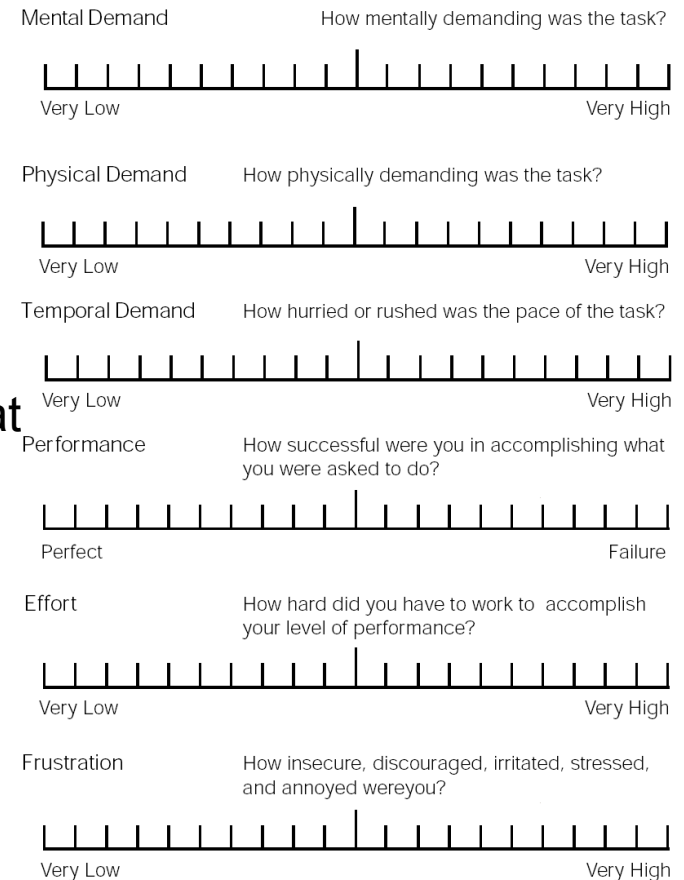 Mental Demand How mentally demanding was the task?
Very Low Very High
Physical Demand How physically demanding was the task?
Very Low Very High
Temporal Demand How hurried or rushed was the pace of the task?
Very Low Very High
at
Performance How successful were you in accomplishing what
you were asked to do?
Perfect Failure
Effort How hard did you have to work to accomplish
your level of performance?
Very Low Very High
Frustration How insecure, discouraged, irritated, stressed,
and annoyed wereyou?
Very Low Very High